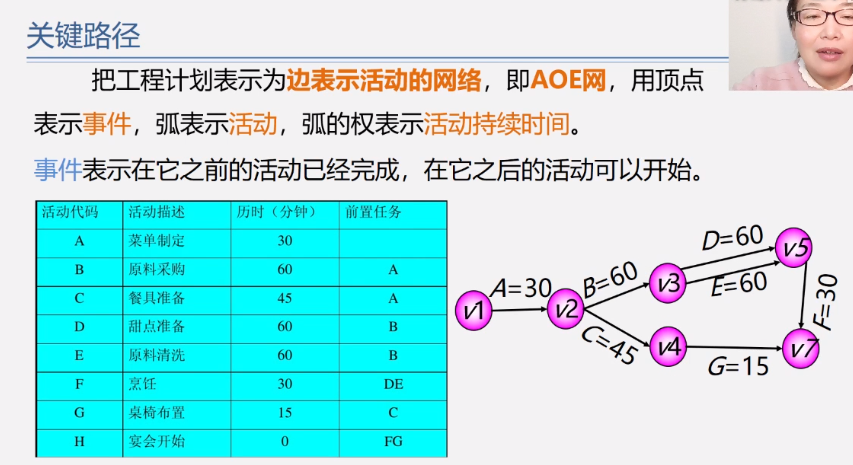 关键路径
把工程计划表示为边表示活动的网络，即AOE网，用顶点
表示事件，弧表示活动，弧的权表示活动持续时间。
事件表示在它之前的活动已经完成，在它之后的活动可以开始。
活动代码 活动描述 历时（分钟） 前置任务
A 菜单制定 30
B 原料采购 60 A
C 餐具准备 45 A
D 甜点准备 60 B
E 原料清洗 60 B
F 烹饪 30 DE
G 桌椅布置 15 C
H 宴会开始 0 FG
D=60
v5
B=60
v3
E=60
A=30
v1
v2
F=30
C=45
v4
v7
G=15